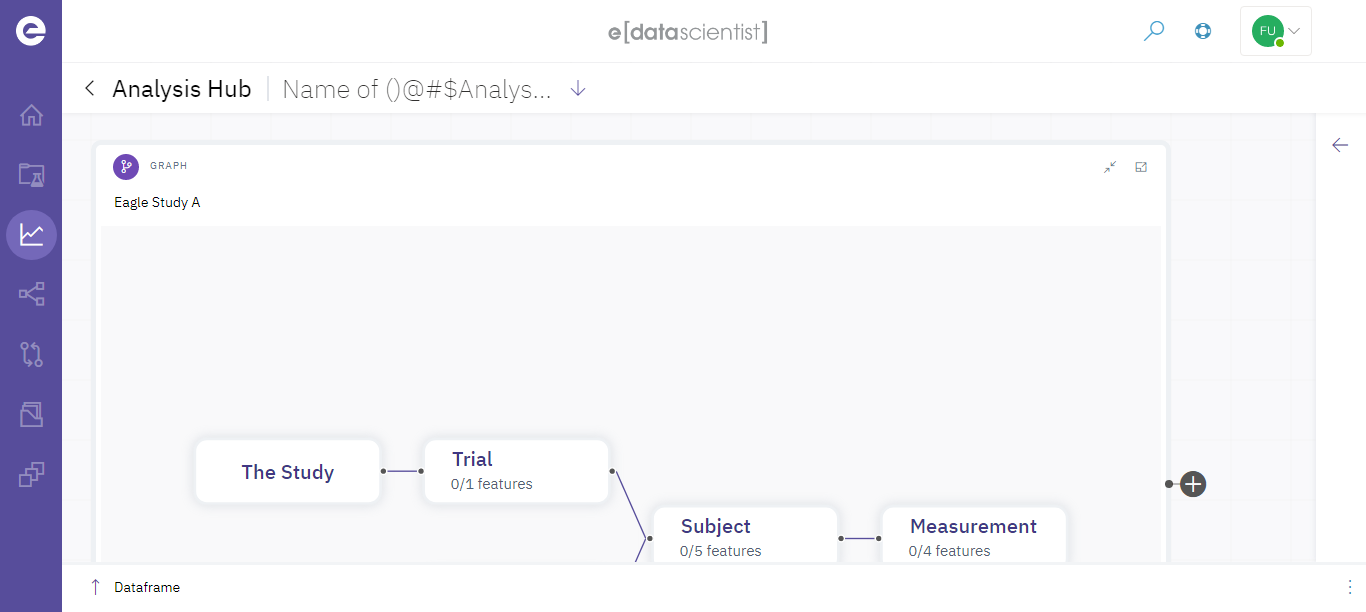 e[datascientist]
FU
Analysis Hub
Name of ()@#$Analys...
GRAPH
Eagle Study A
The Study
Trial
0/1 features
Subject
0/5 features
Measurement
0/4 features
Dataframe